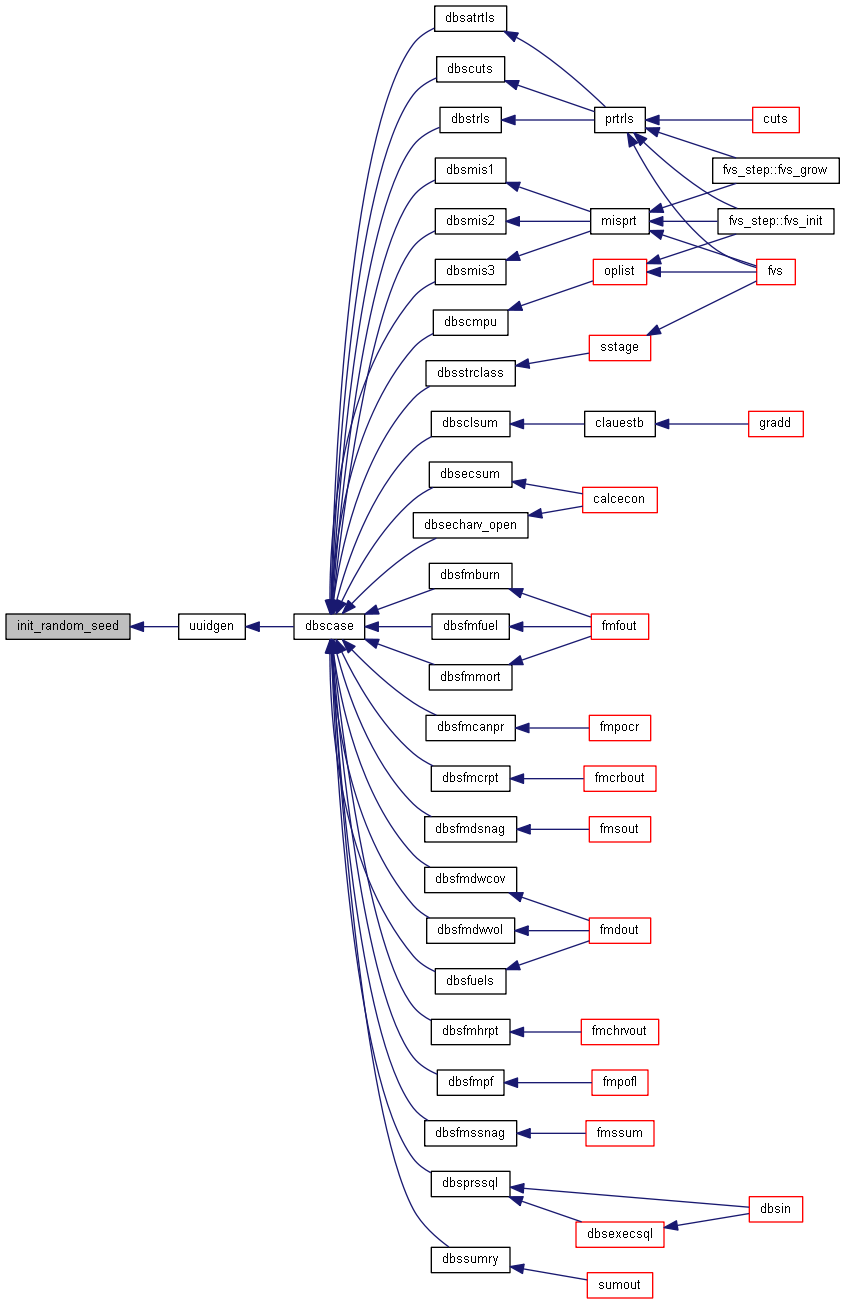 dbsatrtls
dbscuts
dbstrls
prtrls
cuts
dbsmis1
fvs_step::fvs_grow
dbsmis2
misprt
fvs_step::fvs_init
dbsmis3
oplist
fvs
dbscmpu
sstage
dbsstrclass
dbsclsum
clauestb
gradd
dbsecsum
calcecon
dbsecharv_open
dbsfmburn
init_random_seed
uuidgen
dbscase
dbsfmfuel
fmfout
dbsfmmort
dbsfmcanpr
fmpocr
dbsfmcrpt
fmcrbout
dbsfmdsnag
fmsout
dbsfmdwcov
dbsfmdwvol
fmdout
dbsfuels
dbsfmhrpt
fmchrvout
dbsfmpf
fmpofl
dbsfmssnag
fmssum
dbsprssql
dbsin
dbsexecsql
dbssumry
sumout